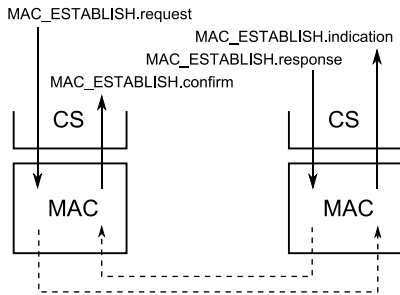 MAC_ESTABLISH.request
MAC_ESTABLISH.indication
MAC_ESTABLISH.response
MAC_ESTABLISH.confirm
CS
CS
MAC
MAC